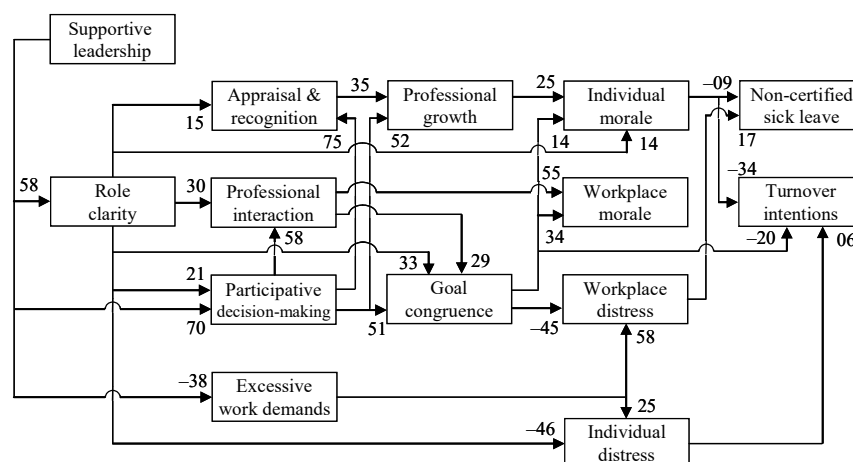 Supportive
leadership
Appraisal &
recognition
35
Professional
growth
25
Individual
morale
–09
Non-certified
sick leave
15
75
52
14
14
17
58
Role
clarity
30
Professional
interaction
55
Workplace
morale
–34
Turnover
intentions
58
33
29
34
–20
06
21
Participative
decision-making
70
51
Goal
congruence
–45
Workplace
distress
58
–38
Excessive
work demands
25
–46
Individual
distress